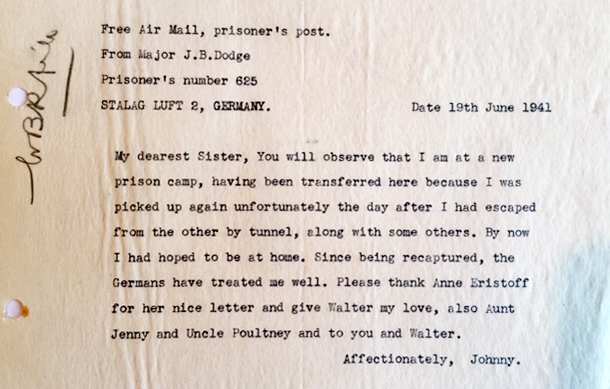 Free Air Mail, prisoner's post.
From Major J.B.Dodge
Prisoner's number 625
STALAG LUFT 2, GERMANY.    Date 19th June 1941
My dearest Sister, You will observe that I am at a new
prison camp, having been transferred here because I was
picked up again unfortunately the day after I had escaped
from the other by tunnel, along with some others. By now
I had hoped to be at home. Since being recaptured, the
Germans have treated me well. Please thank Anne Eristoff
for her nice letter and give Walter my love, also Aunt
Jenny and Uncle Poultney and to you and Walter.
Affectionately, Johnny.